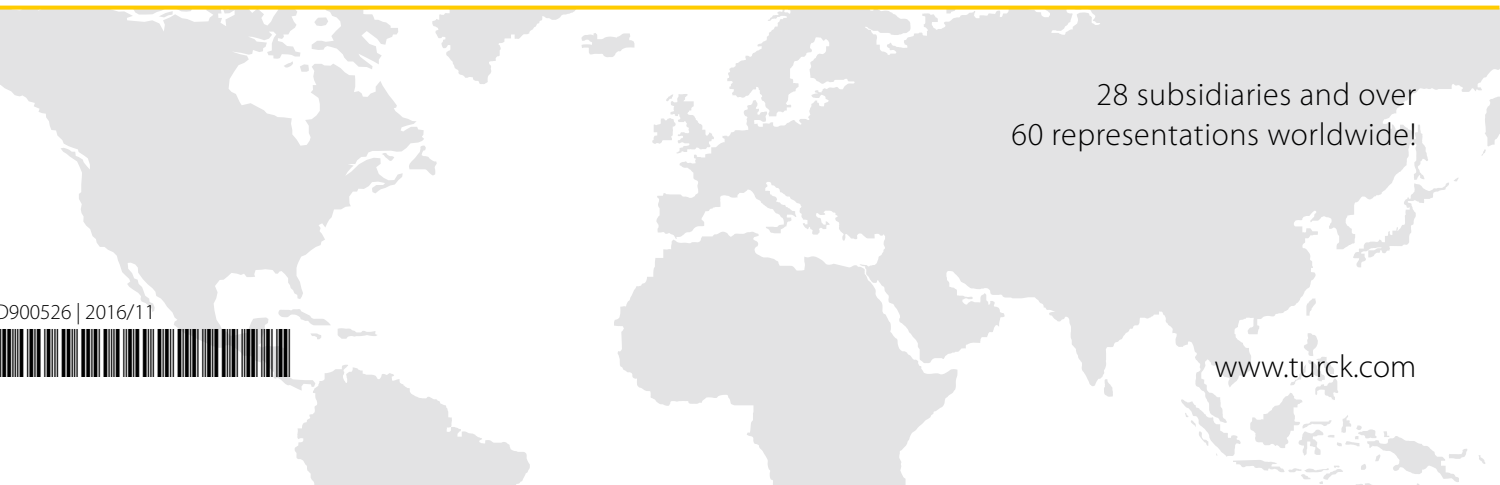 28 subsidiaries and over
60 representations worldwide!
D900526 | 2016/11
www.turck.com